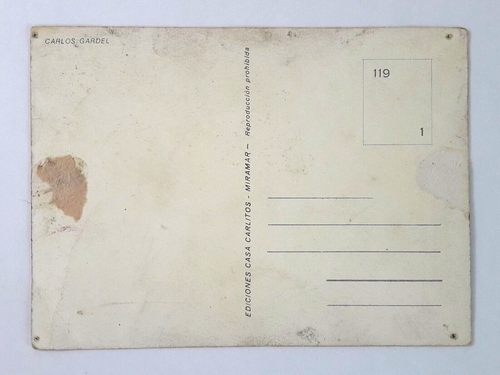 CARLOS GARDEL
EDICIONES CASA CARLITOS - MIRAMAR - Reproducción prohibida
119
1